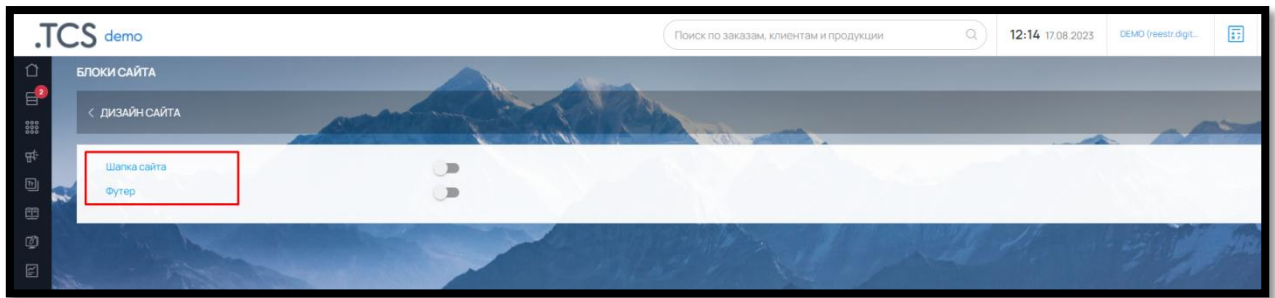 .TCS demo
Поиск по заказам, клиентам и продукции
12:14 17.08.2023
DEMO (reestr.digit...
БЛОКИ САЙТА
2
< ДИЗАЙН САЙТА
Шапка сайта
Футер